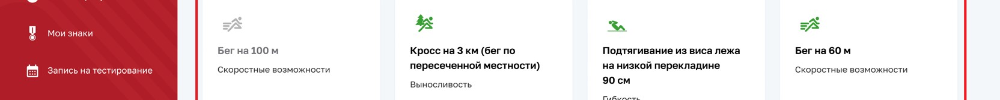 Мои знаки
Запись на тестирование
Бег на 100 м
Скоростные возможности
Кросс на 3 км (бег по
пересеченной местности)
Выносливость
Подтягивание из виса лежа
на низкой перекладине
90 см
Гибкость
Бег на 60 м
Скоростные возможности